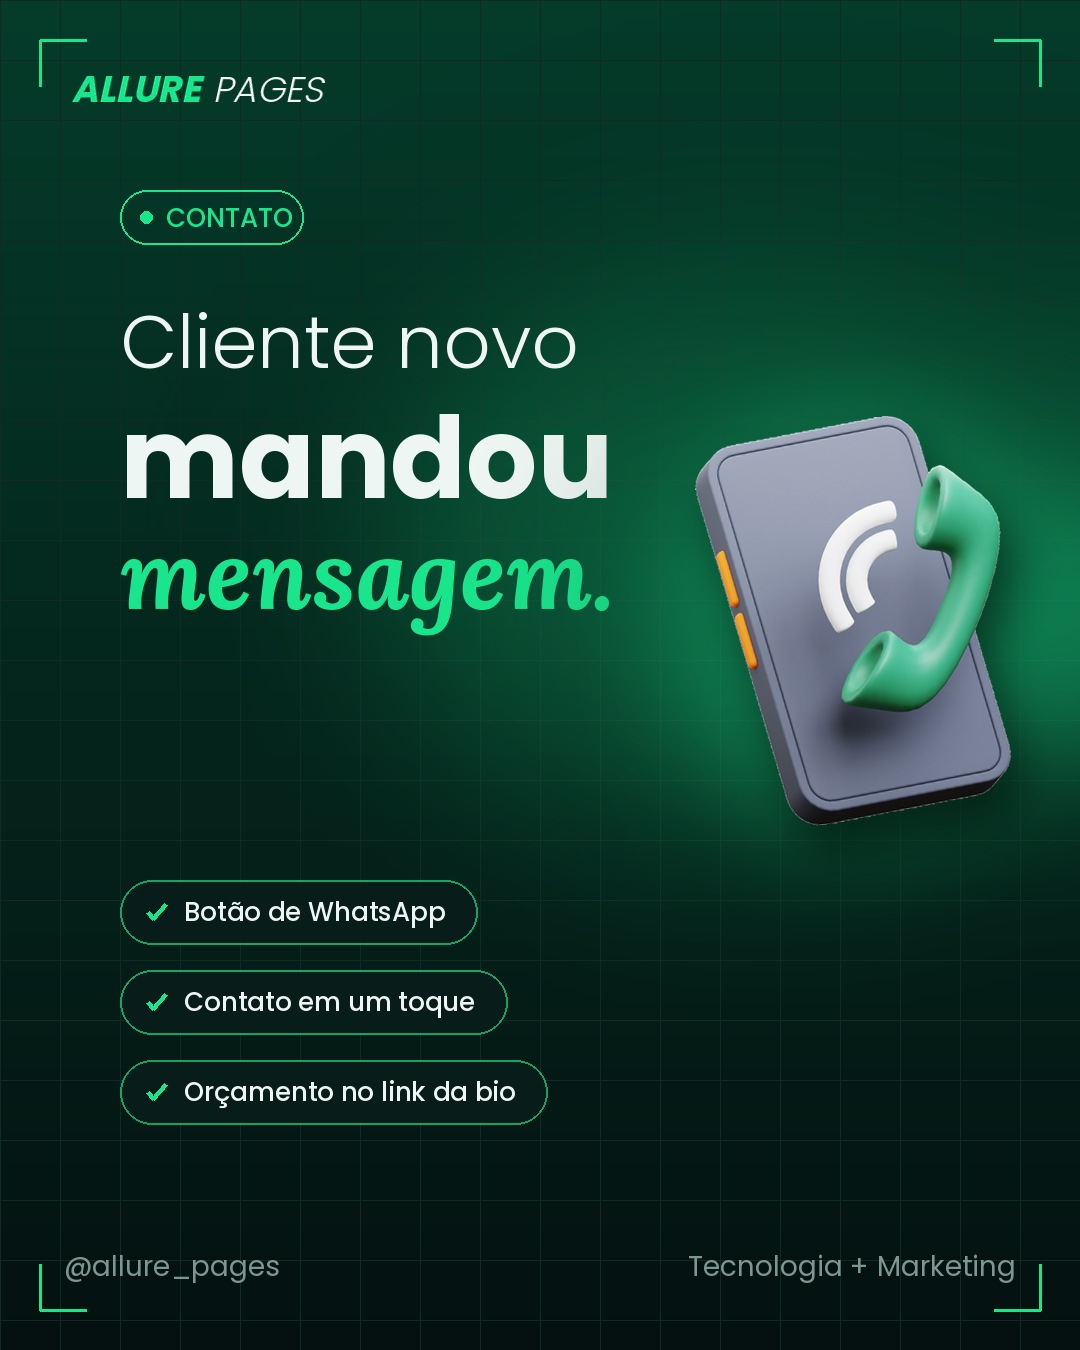 ALLURE PAGES
CONTATO
Cliente novo
mandou
mensagem.
Botão de WhatsApp
Contato em um toque
Orçamento no link da bio
@allure_pages
Tecnologia + Marketing